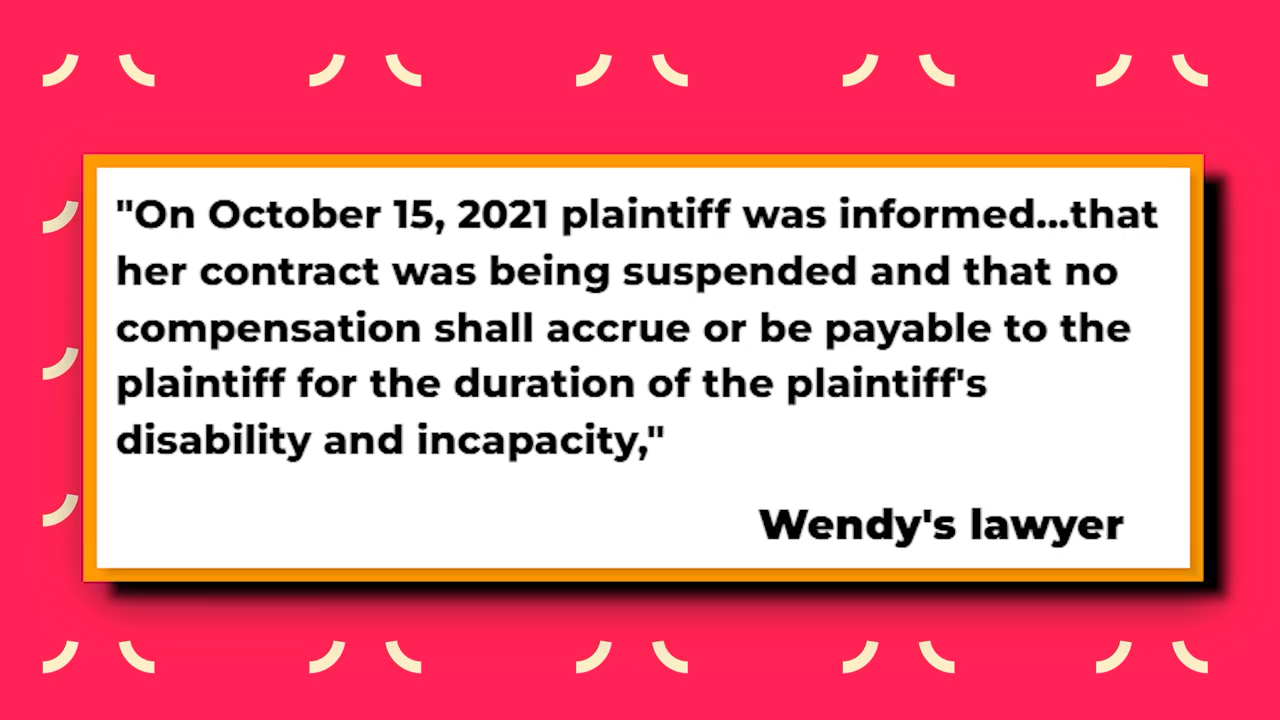 "On October 15, 2021 plaintiff was informed...that
her contract was being suspended and that no
compensation shall accrue or be payable to the
plaintiff for the duration of the plaintiff's
disability and incapacity,"
Wendy's lawyer